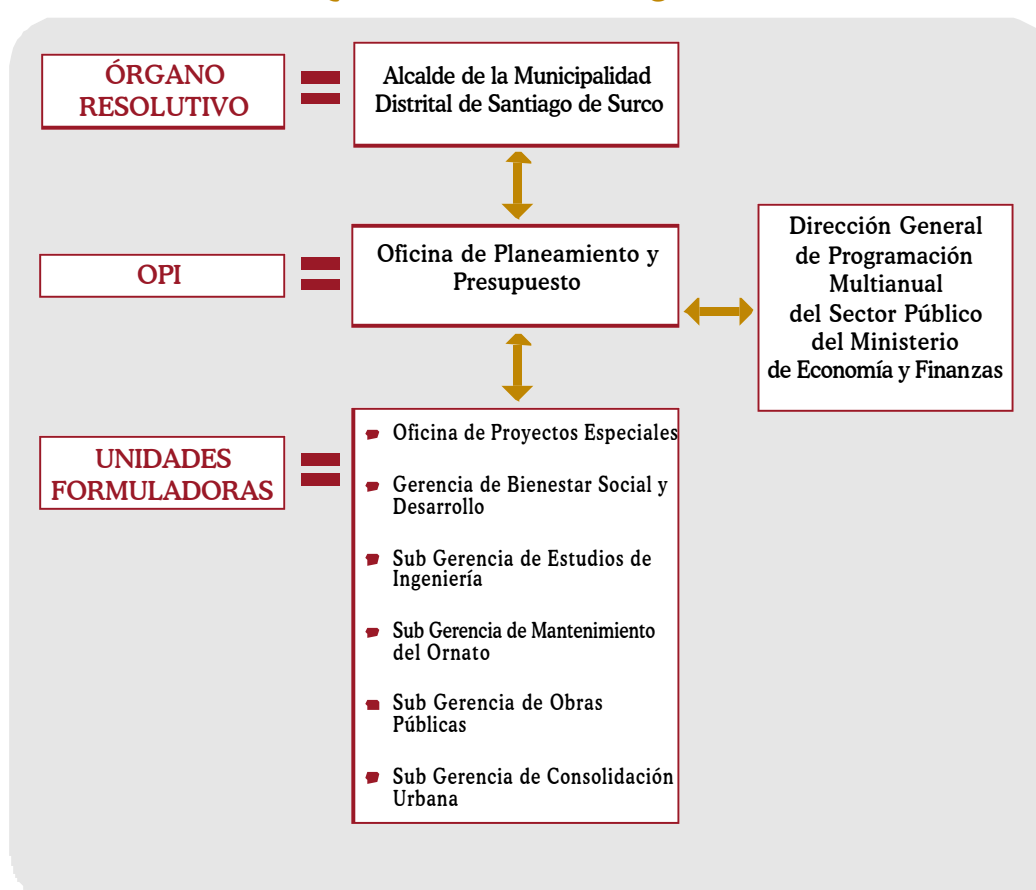 ÓRGANO
RESOLUTIVO
Alcalde de la Municipalidad
Distrital de Santiago de Surco
OPI
Oficina de Planeamiento y
Presupuesto
Dirección General
de Programación
Multianual
del Sector Público
del Ministerio
de Economía y Finanzas
UNIDADES
FORMULADORAS
Oficina de Proyectos Especiales
Gerencia de Bienestar Social y
Desarrollo
Sub Gerencia de Estudios de
Ingeniería
Sub Gerencia de Mantenimiento
del Ornato
Sub Gerencia de Obras
Públicas
Sub Gerencia de Consolidación
Urbana